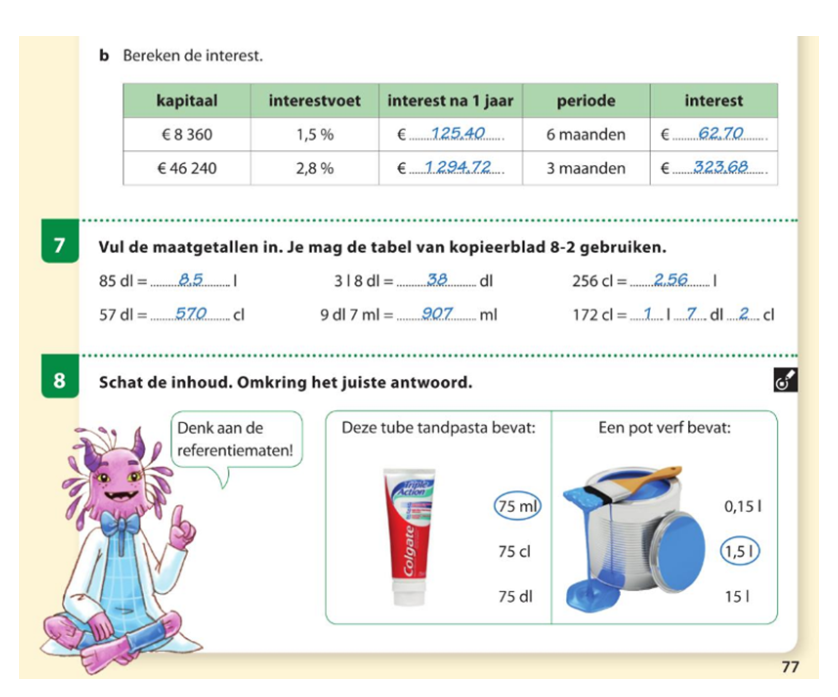 b Bereken de interest.
kapitaal interestvoet interest na 1 jaar periode interest
€ 8 360 1,5 % € 125,40 6 maanden € 62,70
€ 46 240 2,8 % € 1 294,72 3 maanden € 323,68
7 Vul de maatgetallen in. Je mag de tabel van kopieerblad 8-2 gebruiken.
85 dl = 8,5 l 3 l 8 dl = 38 dl 256 cl = 2,56 l
57 dl = 570 cl 9 dl 7 ml = 907 ml 172 cl = 1 l 7 dl 2 cl
8 Schat de inhoud. Omkring het juiste antwoord.
Denk aan de
referentiematen!
Deze tube tandpasta bevat:
Triple
Action
Colgate
75 ml
75 cl
75 dl
Een pot verf bevat:
0,15 l
1,5 l
15 l
77